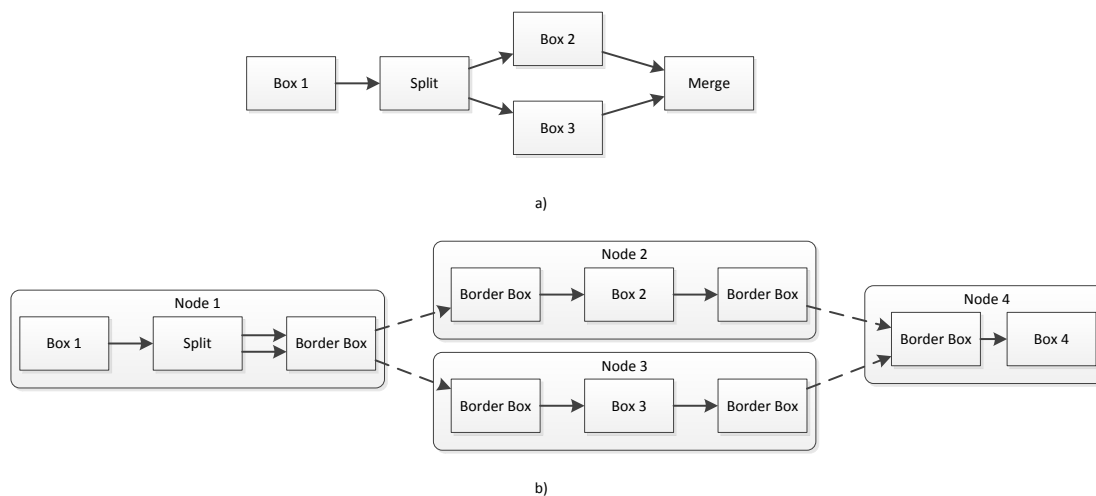 Box 1
Split
Box 2
Box 3
Merge
a)
Node 1
Box 1
Split
Border Box
Node 2
Border Box
Box 2
Border Box
Node 3
Border Box
Box 3
Border Box
Node 4
Border Box
Box 4
b)